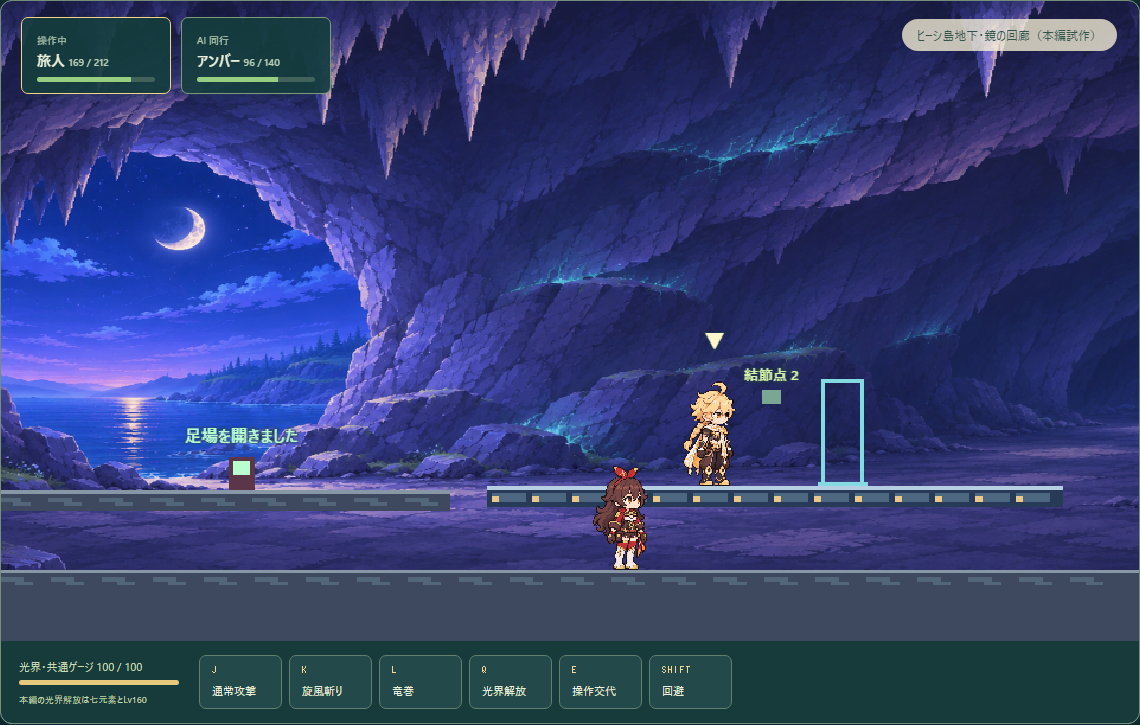 操作中
旅人 169 / 212
AI 同行
アンバー 96 / 140
ヒーシ島地下・鏡の回廊（本編試作）
結節点 2
足場を開きました
光界・共通ゲージ 100 / 100
本編の光界解放は七元素とLv160
J
通常攻撃
K
旋風斬り
L
竜巻
Q
光界解放
E
操作交代
SHIFT
回避